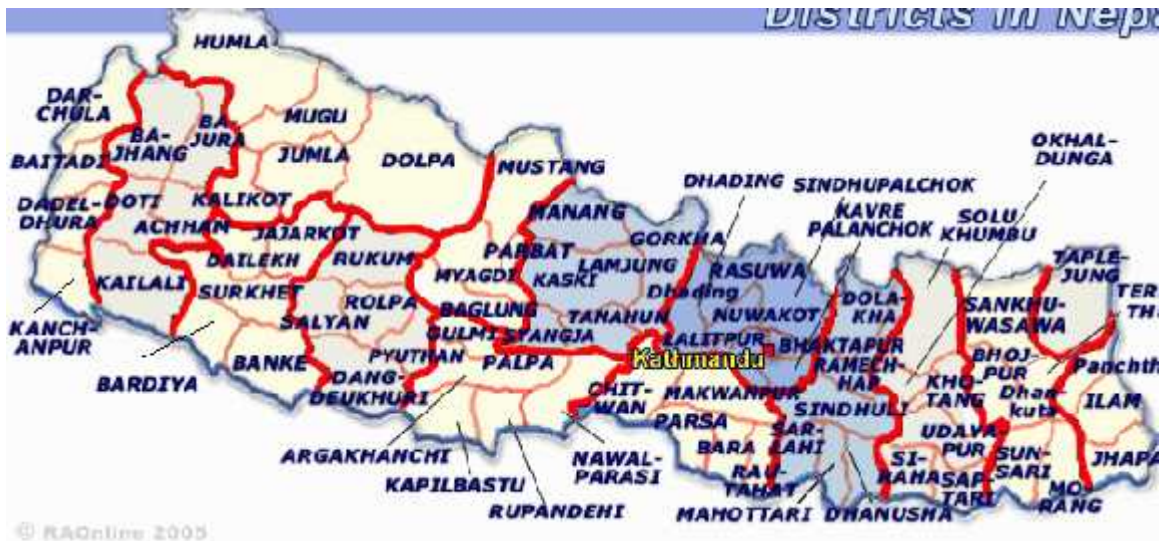 Districts in Nepa
HUMLA
DAR-
CHULA
BA-
JHANG
BA-
JURA
MUGU
JUMLA
DOLPA
MUSTANG
BAITADI
DADEL-
DHURA
DOTI
KALIKOT
ACHHAM
JAJARKOT
DAILEKH
RUKUM
KAILALI
SURKHET
ROLPA
SALYAN
KANCH-
ANPUR
BARDIYA
BANKE
PYUTHAN
DANG-
DEUKHURI
MANANG
PARBAT
GORKHA
LAMJUNG
MYAGDI
KASKI
BAGLUNG
TANAHUN
GULMI
SYANGJA
PALPA
ARGAKHANCHI
KAPILBASTU
RUPANDEHI
NAWAL-
PARASI
CHIT-
WAN
DHADING
SINDHUPALCHOK
KAVRE
PALANCHOK
SOLU
KHUMBU
OKHAL-
DUNGA
RASUWA
Dhading
NUWAKOT
LALITPUR
Kathmandu
BHAKTAPUR
DOLA-
KHA
RAMECH-
HAP
MAKWANPUR
SINDHULI
PARSA
BARA
RAU-
TAHAT
SAR-
LAHI
MAHOTTARI
DHANUSHA
SI-
RAHA
SAP-
TARI
UDAYA-
PUR
KHO-
TANG
SANKHU-
WASAWA
BHOJ-
PUR
Dhan-
kuta
SUN-
SARI
MO-
RANG
TAPLE-
JUNG
TER
TH
Panchth
ILAM
JHAPA
© RAOnline 2005